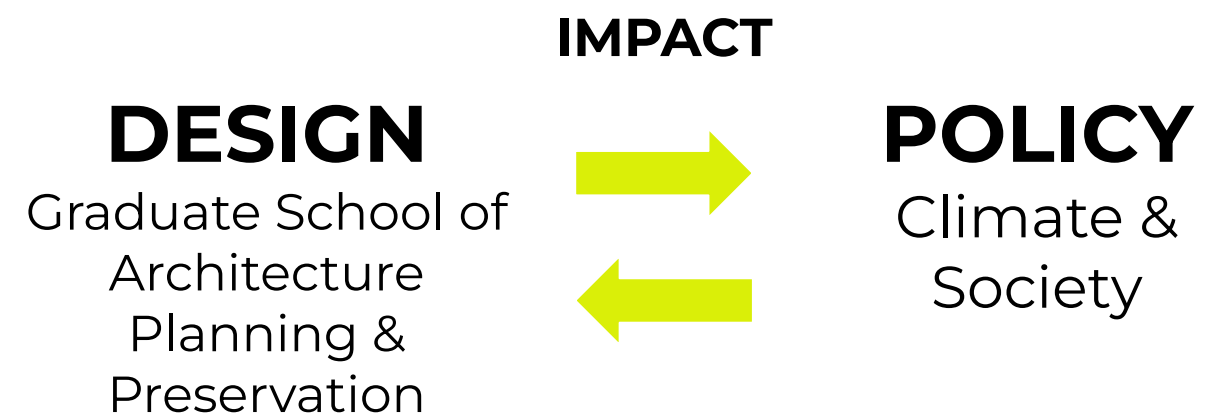 IMPACT
DESIGN
Graduate School of
Architecture
Planning &
Preservation
POLICY
Climate &
Society